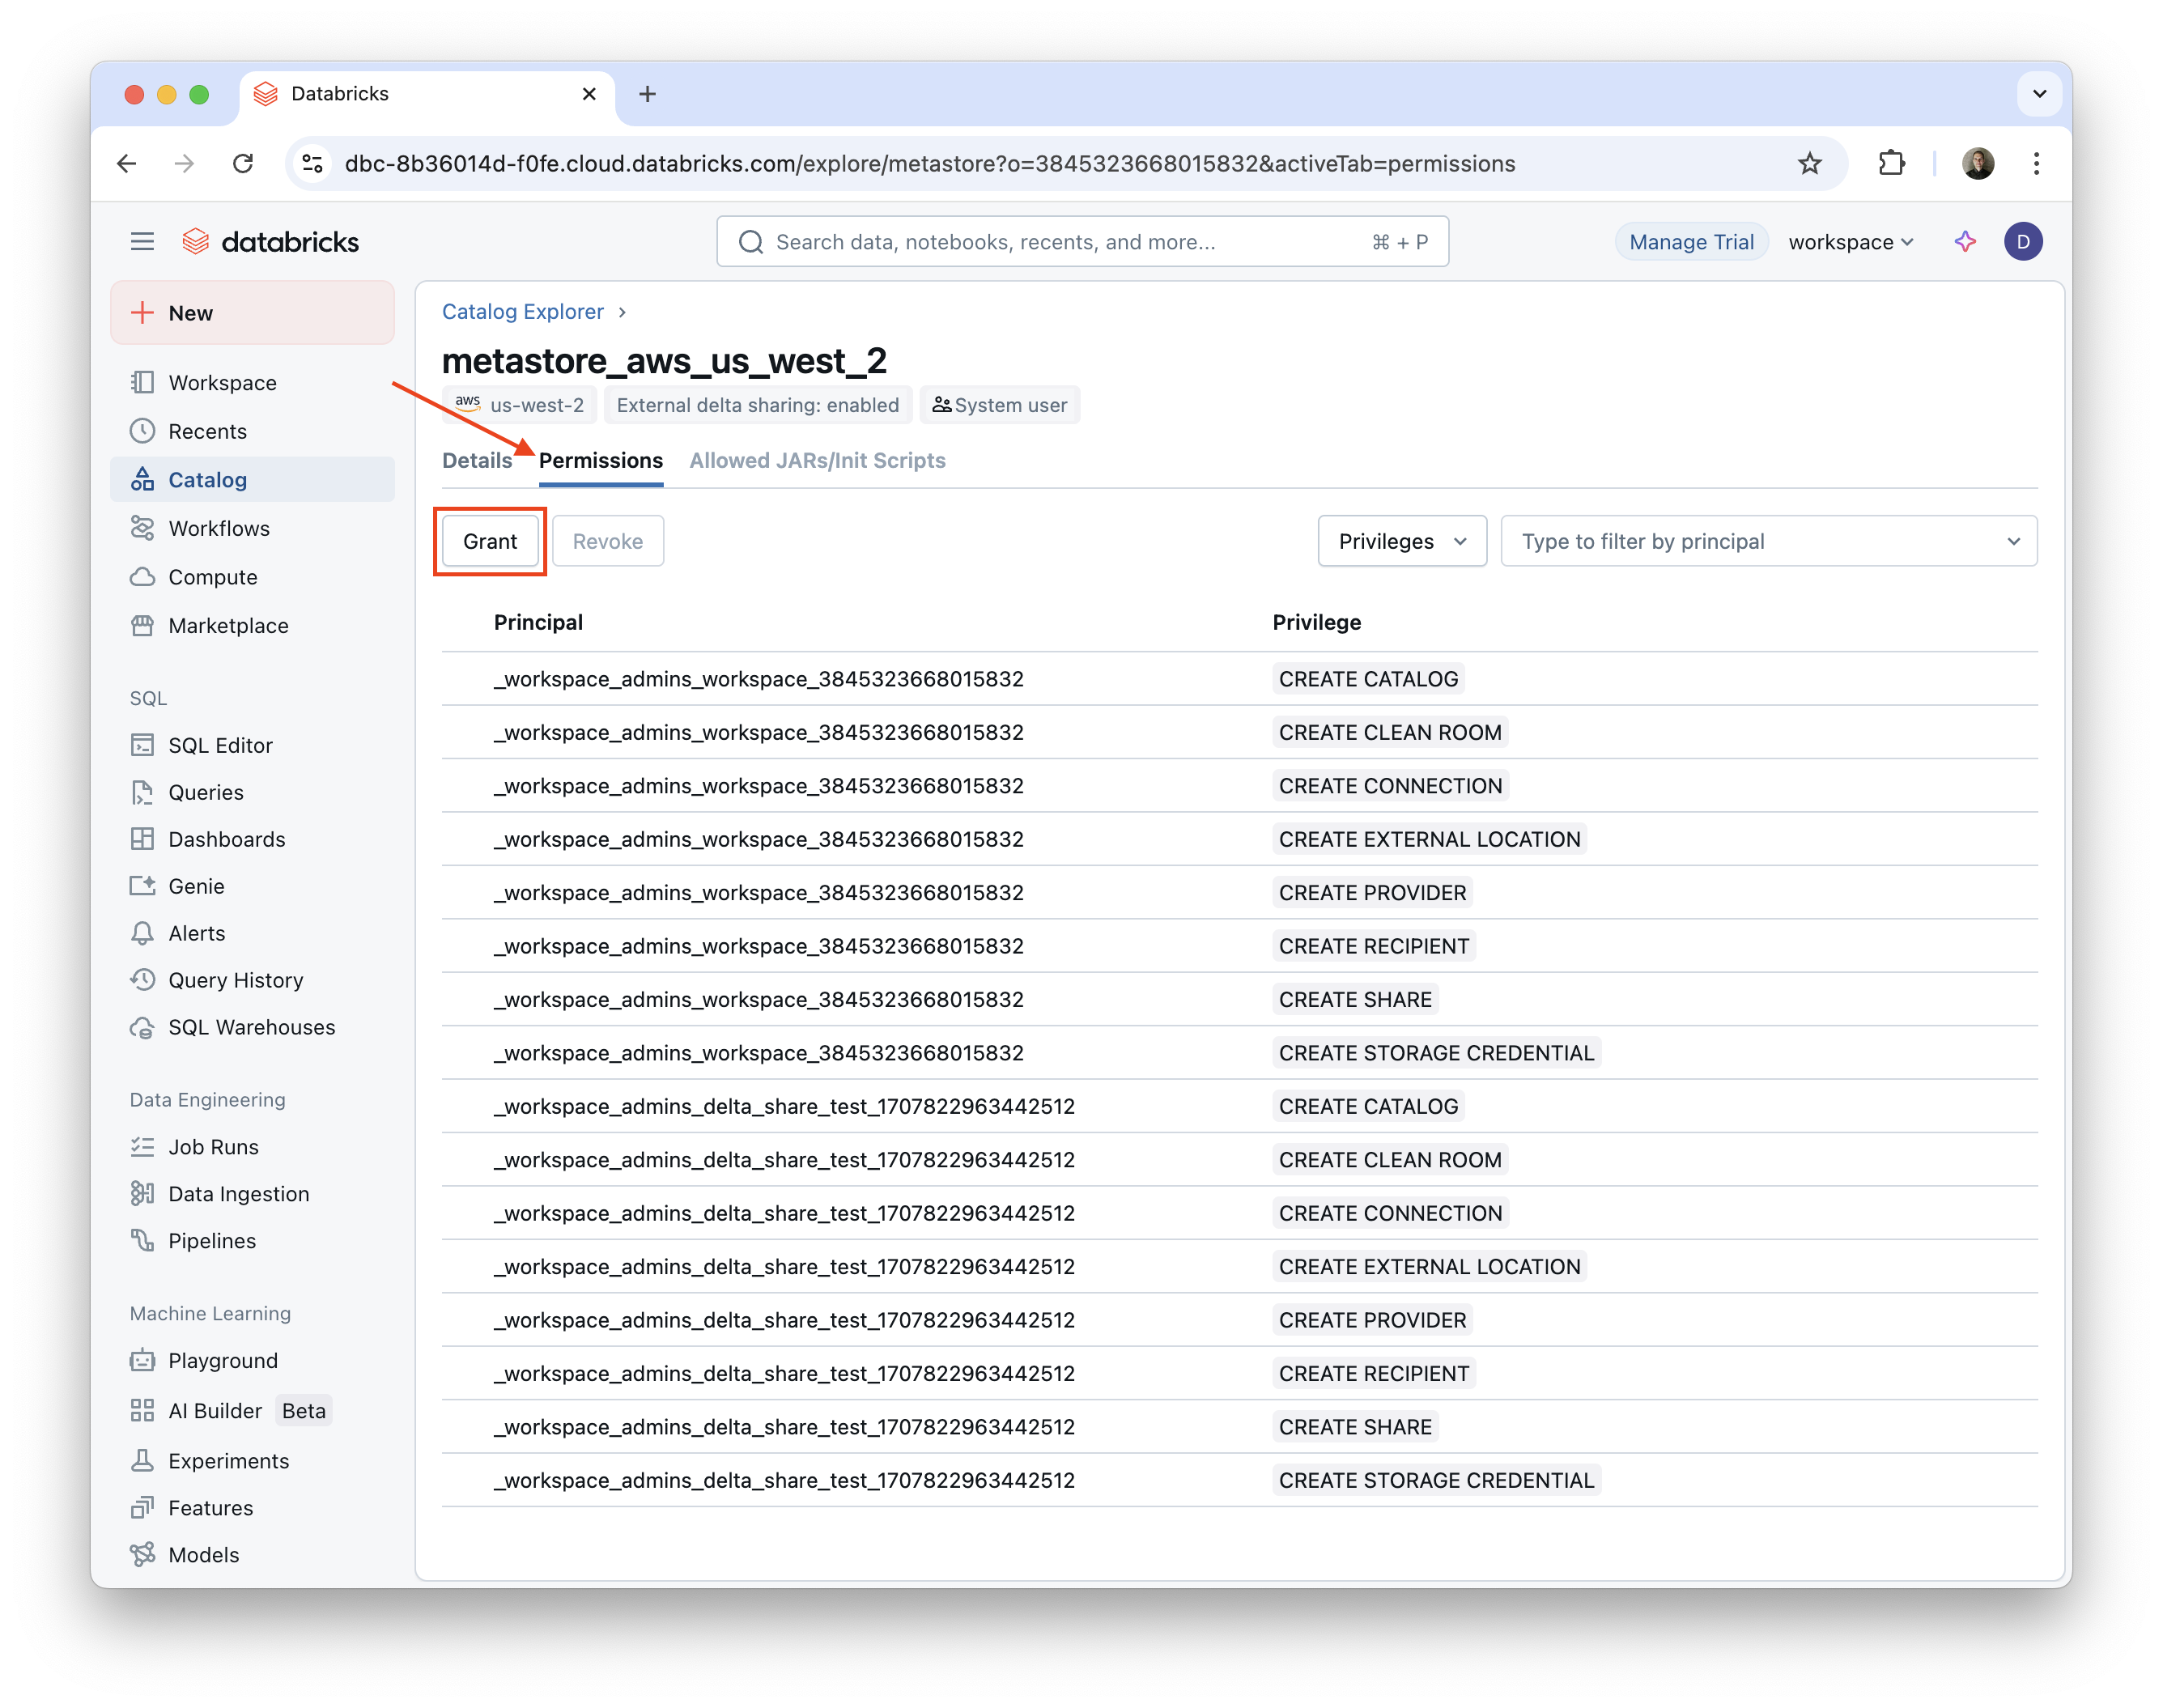 Databricks
dbc-8b36014d-f0fe.cloud.databricks.com/explore/metastore?o=3845323668015832&activeTab=permissions
databricks
Search data, notebooks, recents, and more...
⌘ + P
Manage Trial
workspace
D
New
Workspace
Recents
Catalog
Workflows
Compute
Marketplace
SQL
SQL Editor
Queries
Dashboards
Genie
Alerts
Query History
SQL Warehouses
Data Engineering
Job Runs
Data Ingestion
Pipelines
Machine Learning
Playground
AI Builder Beta
Experiments
Features
Models
Catalog Explorer
metastore_aws_us_west_2
aws us-west-2 External delta sharing: enabled System user
Details Permissions Allowed JARs/Init Scripts
Grant Revoke Privileges Type to filter by principal
Principal Privilege
_workspace_admins_workspace_3845323668015832 CREATE CATALOG
_workspace_admins_workspace_3845323668015832 CREATE CLEAN ROOM
_workspace_admins_workspace_3845323668015832 CREATE CONNECTION
_workspace_admins_workspace_3845323668015832 CREATE EXTERNAL LOCATION
_workspace_admins_workspace_3845323668015832 CREATE PROVIDER
_workspace_admins_workspace_3845323668015832 CREATE RECIPIENT
_workspace_admins_workspace_3845323668015832 CREATE SHARE
_workspace_admins_workspace_3845323668015832 CREATE STORAGE CREDENTIAL
_workspace_admins_delta_share_test_1707822963442512 CREATE CATALOG
_workspace_admins_delta_share_test_1707822963442512 CREATE CLEAN ROOM
_workspace_admins_delta_share_test_1707822963442512 CREATE CONNECTION
_workspace_admins_delta_share_test_1707822963442512 CREATE EXTERNAL LOCATION
_workspace_admins_delta_share_test_1707822963442512 CREATE PROVIDER
_workspace_admins_delta_share_test_1707822963442512 CREATE RECIPIENT
_workspace_admins_delta_share_test_1707822963442512 CREATE SHARE
_workspace_admins_delta_share_test_1707822963442512 CREATE STORAGE CREDENTIAL